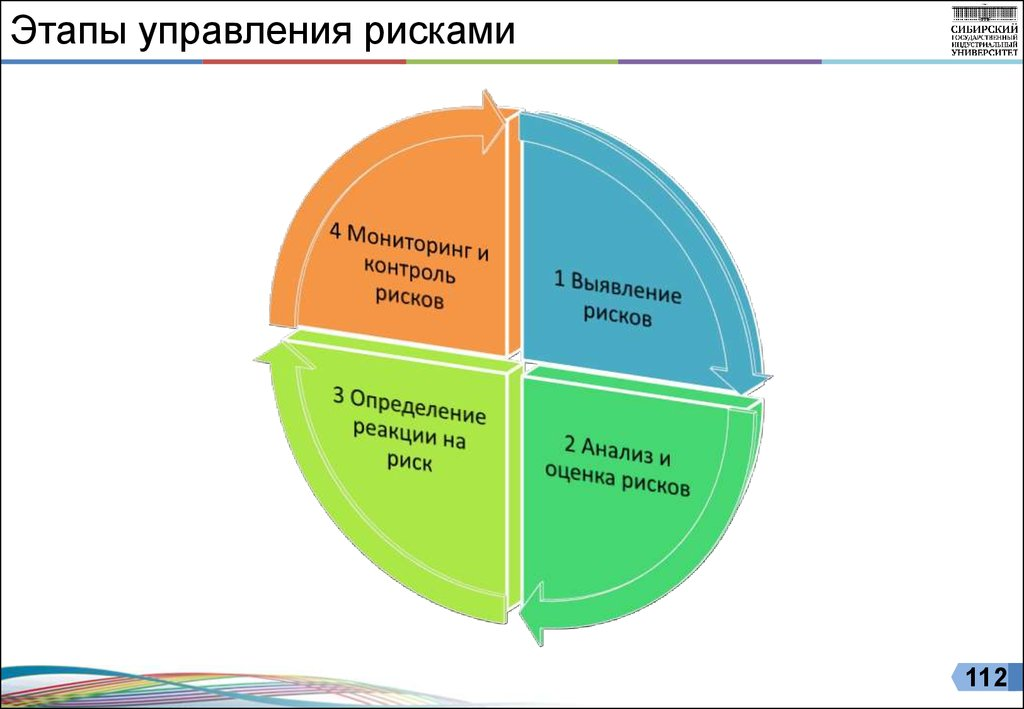 Этапы управления рисками
СИБИРСКИЙ
ГОСУДАРСТВЕННЫЙ
ИНДУСТРИАЛЬНЫЙ
УНИВЕРСИТЕТ
4 Мониторинг и
контроль
рисков
1 Выявление
рисков
3 Определение
реакции на
риск
2 Анализ и
оценка рисков
112